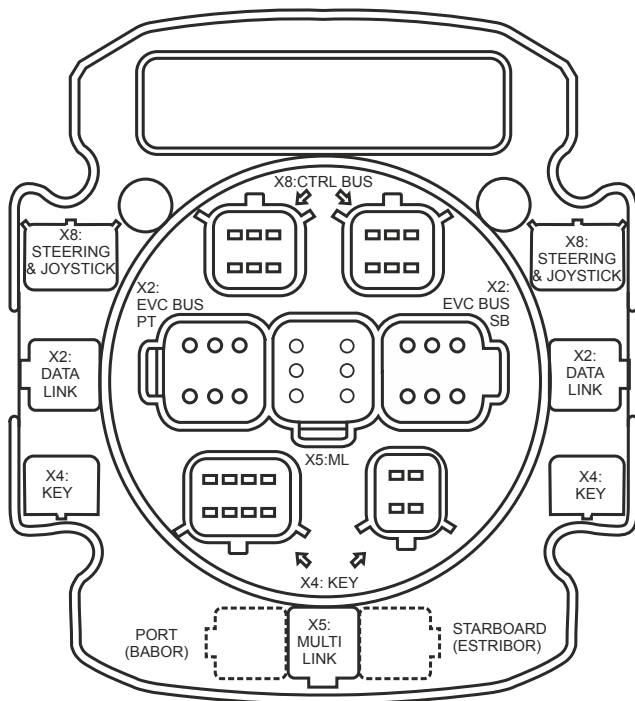 X8:CTRL BUS
X8:
STEERING
& JOYSTICK
X8:
STEERING
& JOYSTICK
X2:
EVC BUS
PT
X2:
EVC BUS
SB
X2:
DATA
LINK
X2:
DATA
LINK
X5:ML
X4:
KEY
X4:
KEY
X4: KEY
PORT
(BABOR)
X5:
MULTI
LINK
STARBOARD
(ESTRIBOR)